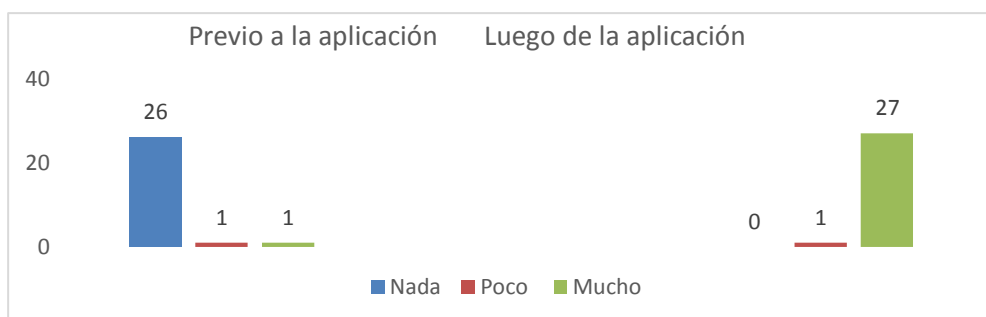 Previo a la aplicación Luego de la aplicación
40
26 27
20
1 1 0 1
0
Nada Poco Mucho